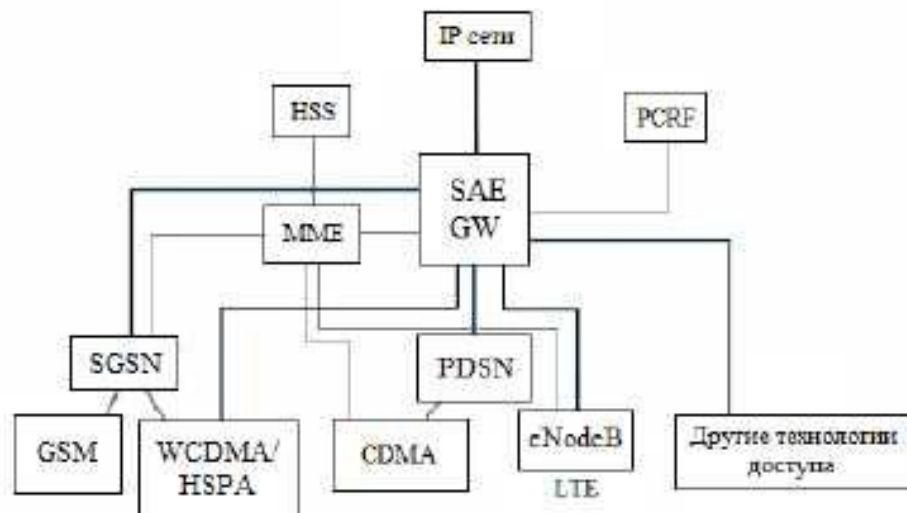 IP сети
HSS
PCRF
SAE
GW
MME
SGSN
PDSN
GSM
WCDMA/
HSPA
CDMA
eNodeB
LTE
Другие технологии
доступа